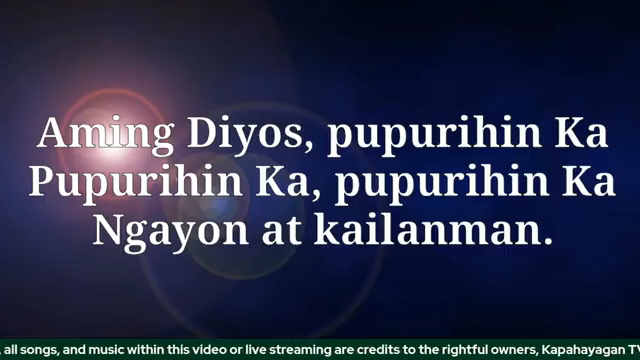 Aming Diyos, pupurihin Ka
Pupurihin Ka, pupurihin Ka
Ngayon at kailanman.
, all songs, and music within this video or live streaming are credits to the rightful owners, Kapahayagan TV